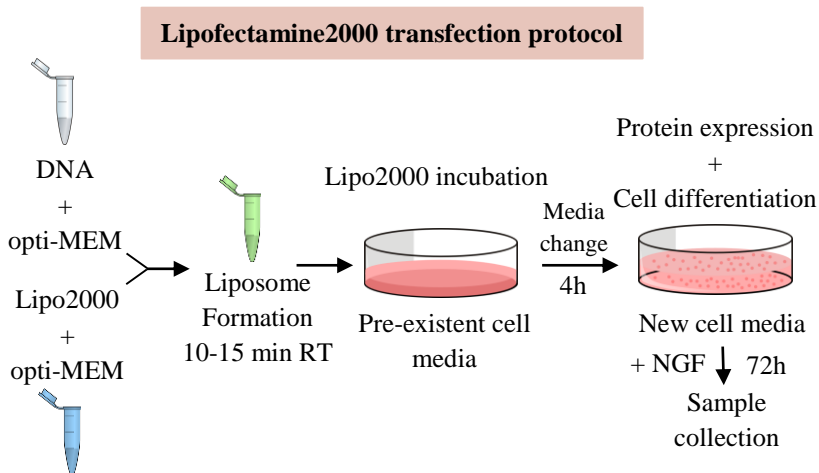 Lipofectamine2000 transfection protocol
DNA
+
opti-MEM
Lipo2000
+
opti-MEM
Liposome
Formation
10-15 min RT
Lipo2000 incubation
Pre-existent cell
media
Media
change
4h
Protein expression
+
Cell differentiation
New cell media
+ NGF
72h
Sample
collection